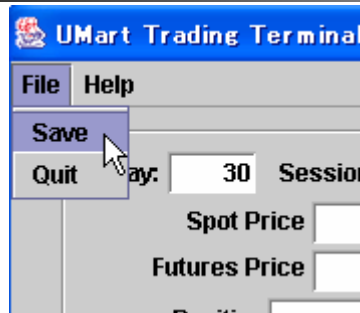 UMart Trading Terminal
File Help
Save
Quit ay: 30 Session
Spot Price
Futures Price